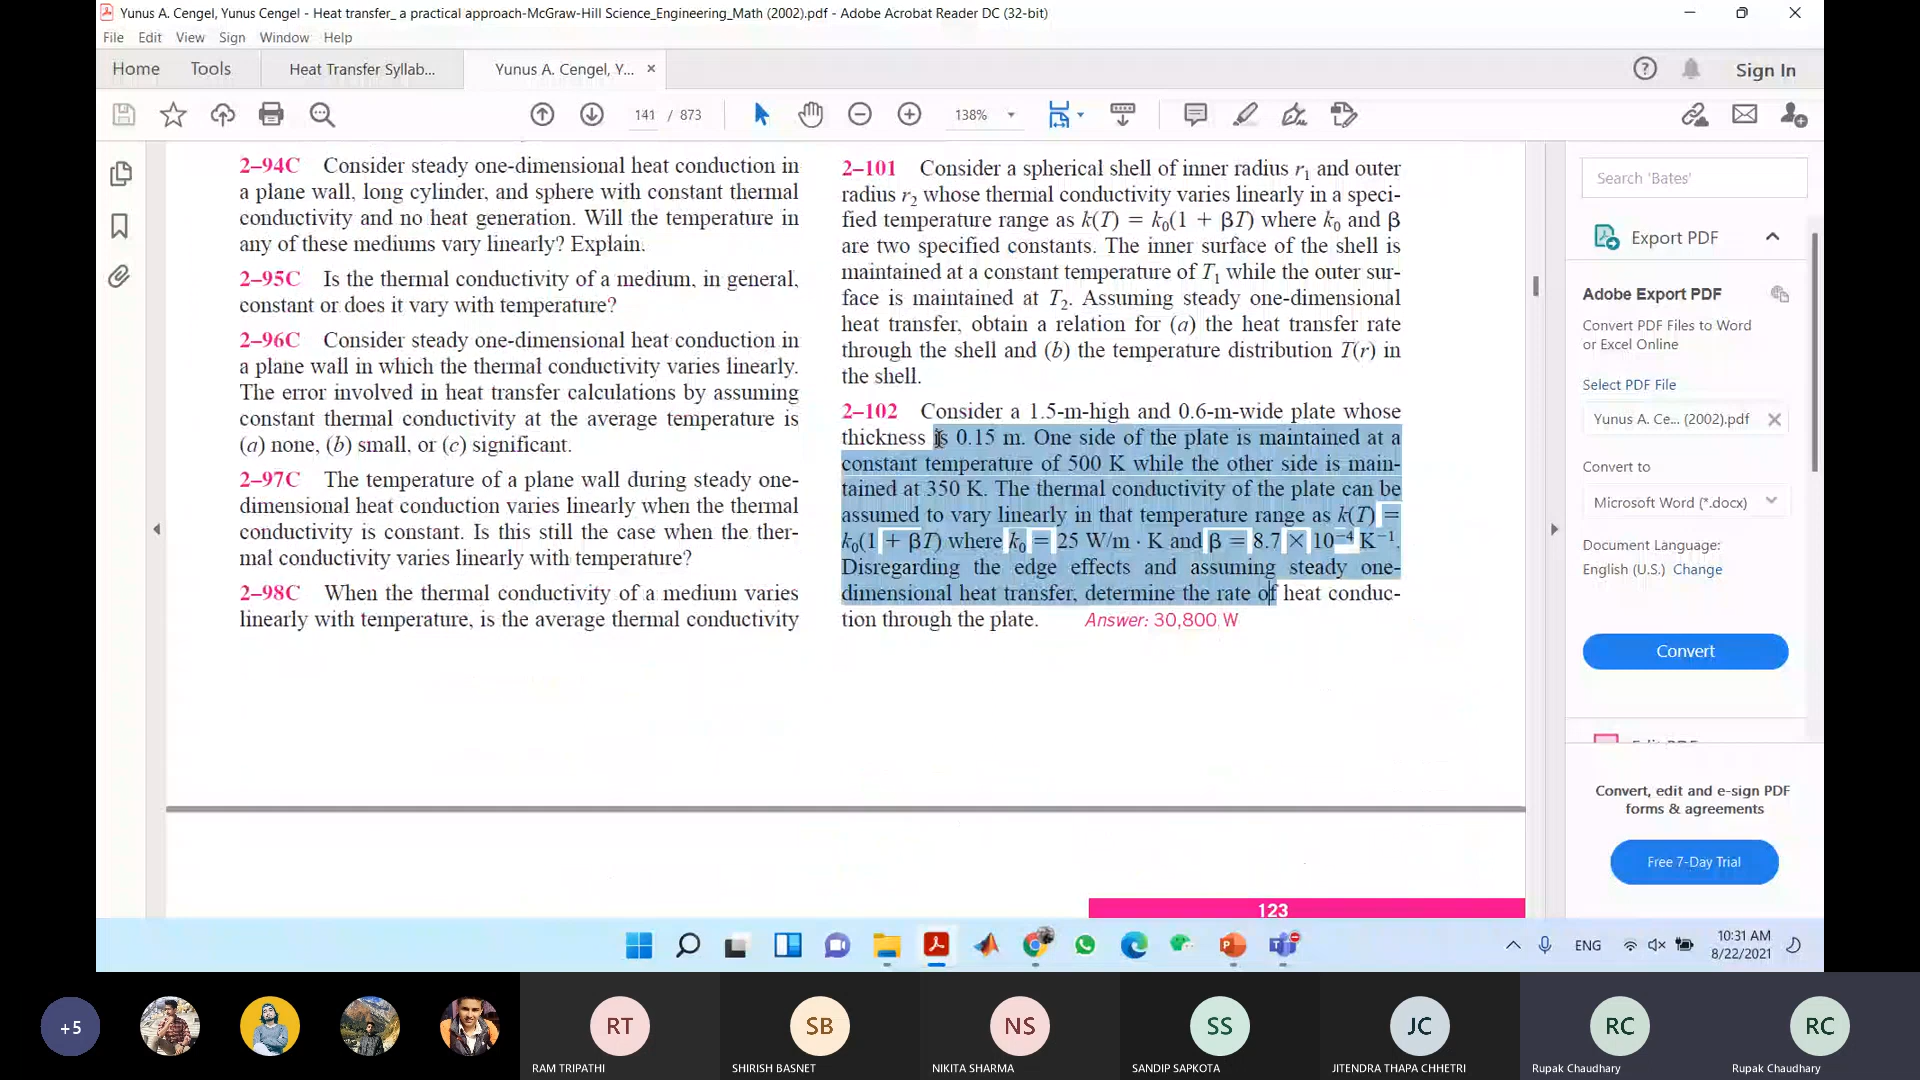 Yunus A. Cengel, Yunus Cengel - Heat transfer_ a practical approach-McGraw-Hill Science_Engineering_Math (2002).pdf - Adobe Acrobat Reader DC (32-bit)
File Edit View Sign Window Help
Home Tools Heat Transfer Syllab... Yunus A. Cengel, Y... Sign In
141 / 873 138%
2–94C Consider steady one-dimensional heat conduction in
a plane wall, long cylinder, and sphere with constant thermal
conductivity and no heat generation. Will the temperature in
any of these mediums vary linearly? Explain.
2–95C Is the thermal conductivity of a medium, in general,
constant or does it vary with temperature?
2–96C Consider steady one-dimensional heat conduction in
a plane wall in which the thermal conductivity varies linearly.
The error involved in heat transfer calculations by assuming
constant thermal conductivity at the average temperature is
(a) none, (b) small, or (c) significant.
2–97C The temperature of a plane wall during steady one-
dimensional heat conduction varies linearly when the thermal
conductivity is constant. Is this still the case when the ther-
mal conductivity varies linearly with temperature?
2–98C When the thermal conductivity of a medium varies
linearly with temperature, is the average thermal conductivity
2–101 Consider a spherical shell of inner radius r₁ and outer
radius r₂ whose thermal conductivity varies linearly in a speci-
fied temperature range as k(T) = k₀(1 + βT) where k₀ and β
are two specified constants. The inner surface of the shell is
maintained at a constant temperature of T₁ while the outer sur-
face is maintained at T₂. Assuming steady one-dimensional
heat transfer, obtain a relation for (a) the heat transfer rate
through the shell and (b) the temperature distribution T(r) in
the shell.
2–102 Consider a 1.5-m-high and 0.6-m-wide plate whose
thickness is 0.15 m. One side of the plate is maintained at a
constant temperature of 500 K while the other side is main-
tained at 350 K. The thermal conductivity of the plate can be
assumed to vary linearly in that temperature range as k(T) =
k₀(1 + βT) where k₀ = 25 W/m · K and β = 8.7 × 10⁻⁴ K⁻¹.
Disregarding the edge effects and assuming steady one-
dimensional heat transfer, determine the rate of heat conduc-
tion through the plate. Answer: 30,800 W
123
Search 'Bates'
Export PDF
Adobe Export PDF
Convert PDF Files to Word
or Excel Online
Select PDF File
Yunus A. Ce... (2002).pdf
Convert to
Microsoft Word (*.docx)
Document Language:
English (U.S.) Change
Convert
Convert, edit and e-sign PDF
forms & agreements
Free 7-Day Trial
ENG
10:31 AM
8/22/2021
+5
RT SB NS SS JC RC RC
RAM TRIPATHI SHIRISH BASNET NIKITA SHARMA SANDIP SAPKOTA JITENDRA THAPA CHHETRI Rupak Chaudhary Rupak Chaudhary